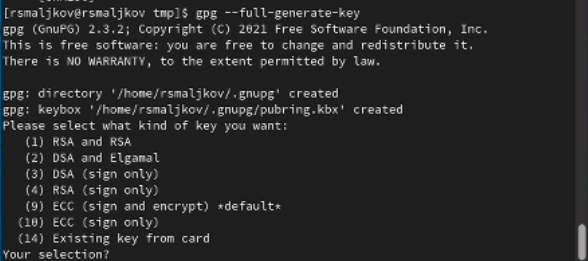 [rsmaljkov@rsmaljkov tmp]$ gpg --full-generate-key
gpg (GnuPG) 2.3.2; Copyright (C) 2021 Free Software Foundation, Inc.
This is free software: you are free to change and redistribute it.
There is NO WARRANTY, to the extent permitted by law.
gpg: directory '/home/rsmaljkov/.gnupg' created
gpg: keybox '/home/rsmaljkov/.gnupg/pubring.kbx' created
Please select what kind of key you want:
(1) RSA and RSA
(2) DSA and Elgamal
(3) DSA (sign only)
(4) RSA (sign only)
(9) ECC (sign and encrypt) *default*
(10) ECC (sign only)
(14) Existing key from card
Your selection?